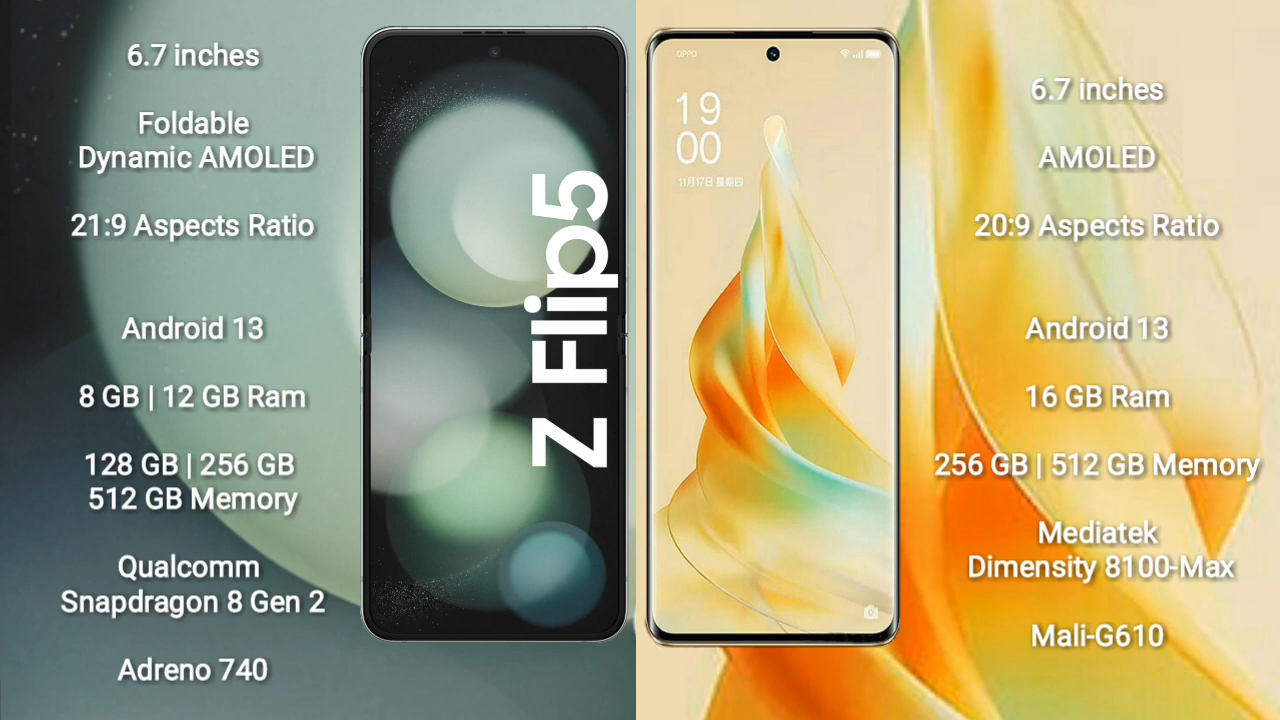 6.7 inches
Foldable
Dynamic AMOLED
21:9 Aspects Ratio
Android 13
8 GB | 12 GB Ram
128 GB | 256 GB
512 GB Memory
Qualcomm
Snapdragon 8 Gen 2
Adreno 740
Z Flip5
OPPO
19
00
11月17日 星期四
6.7 inches
AMOLED
20:9 Aspects Ratio
Android 13
16 GB Ram
256 GB | 512 GB Memory
Mediatek
Dimensity 8100-Max
Mali-G610